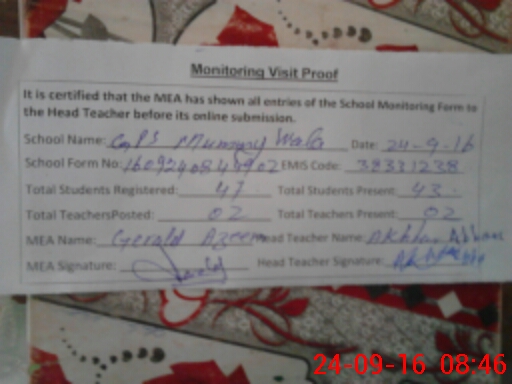 Monitoring Visit Proof
It is certified that the MEA has shown all entries of the School Monitoring Form to
the Head Teacher before its online submission.
School Name: GPS Mummy Wala Date: 24-9-16
School Form No: EMIS Code: 38331238
Total Students Registered: 47 Total Students Present: 43
Total TeachersPosted: 02 Total Teachers Present: 02
MEA Name: Gerald Azeem Head Teacher Name: Akhtar Abbas
MEA Signature: Head Teacher Signature:
24-09-16 08:46